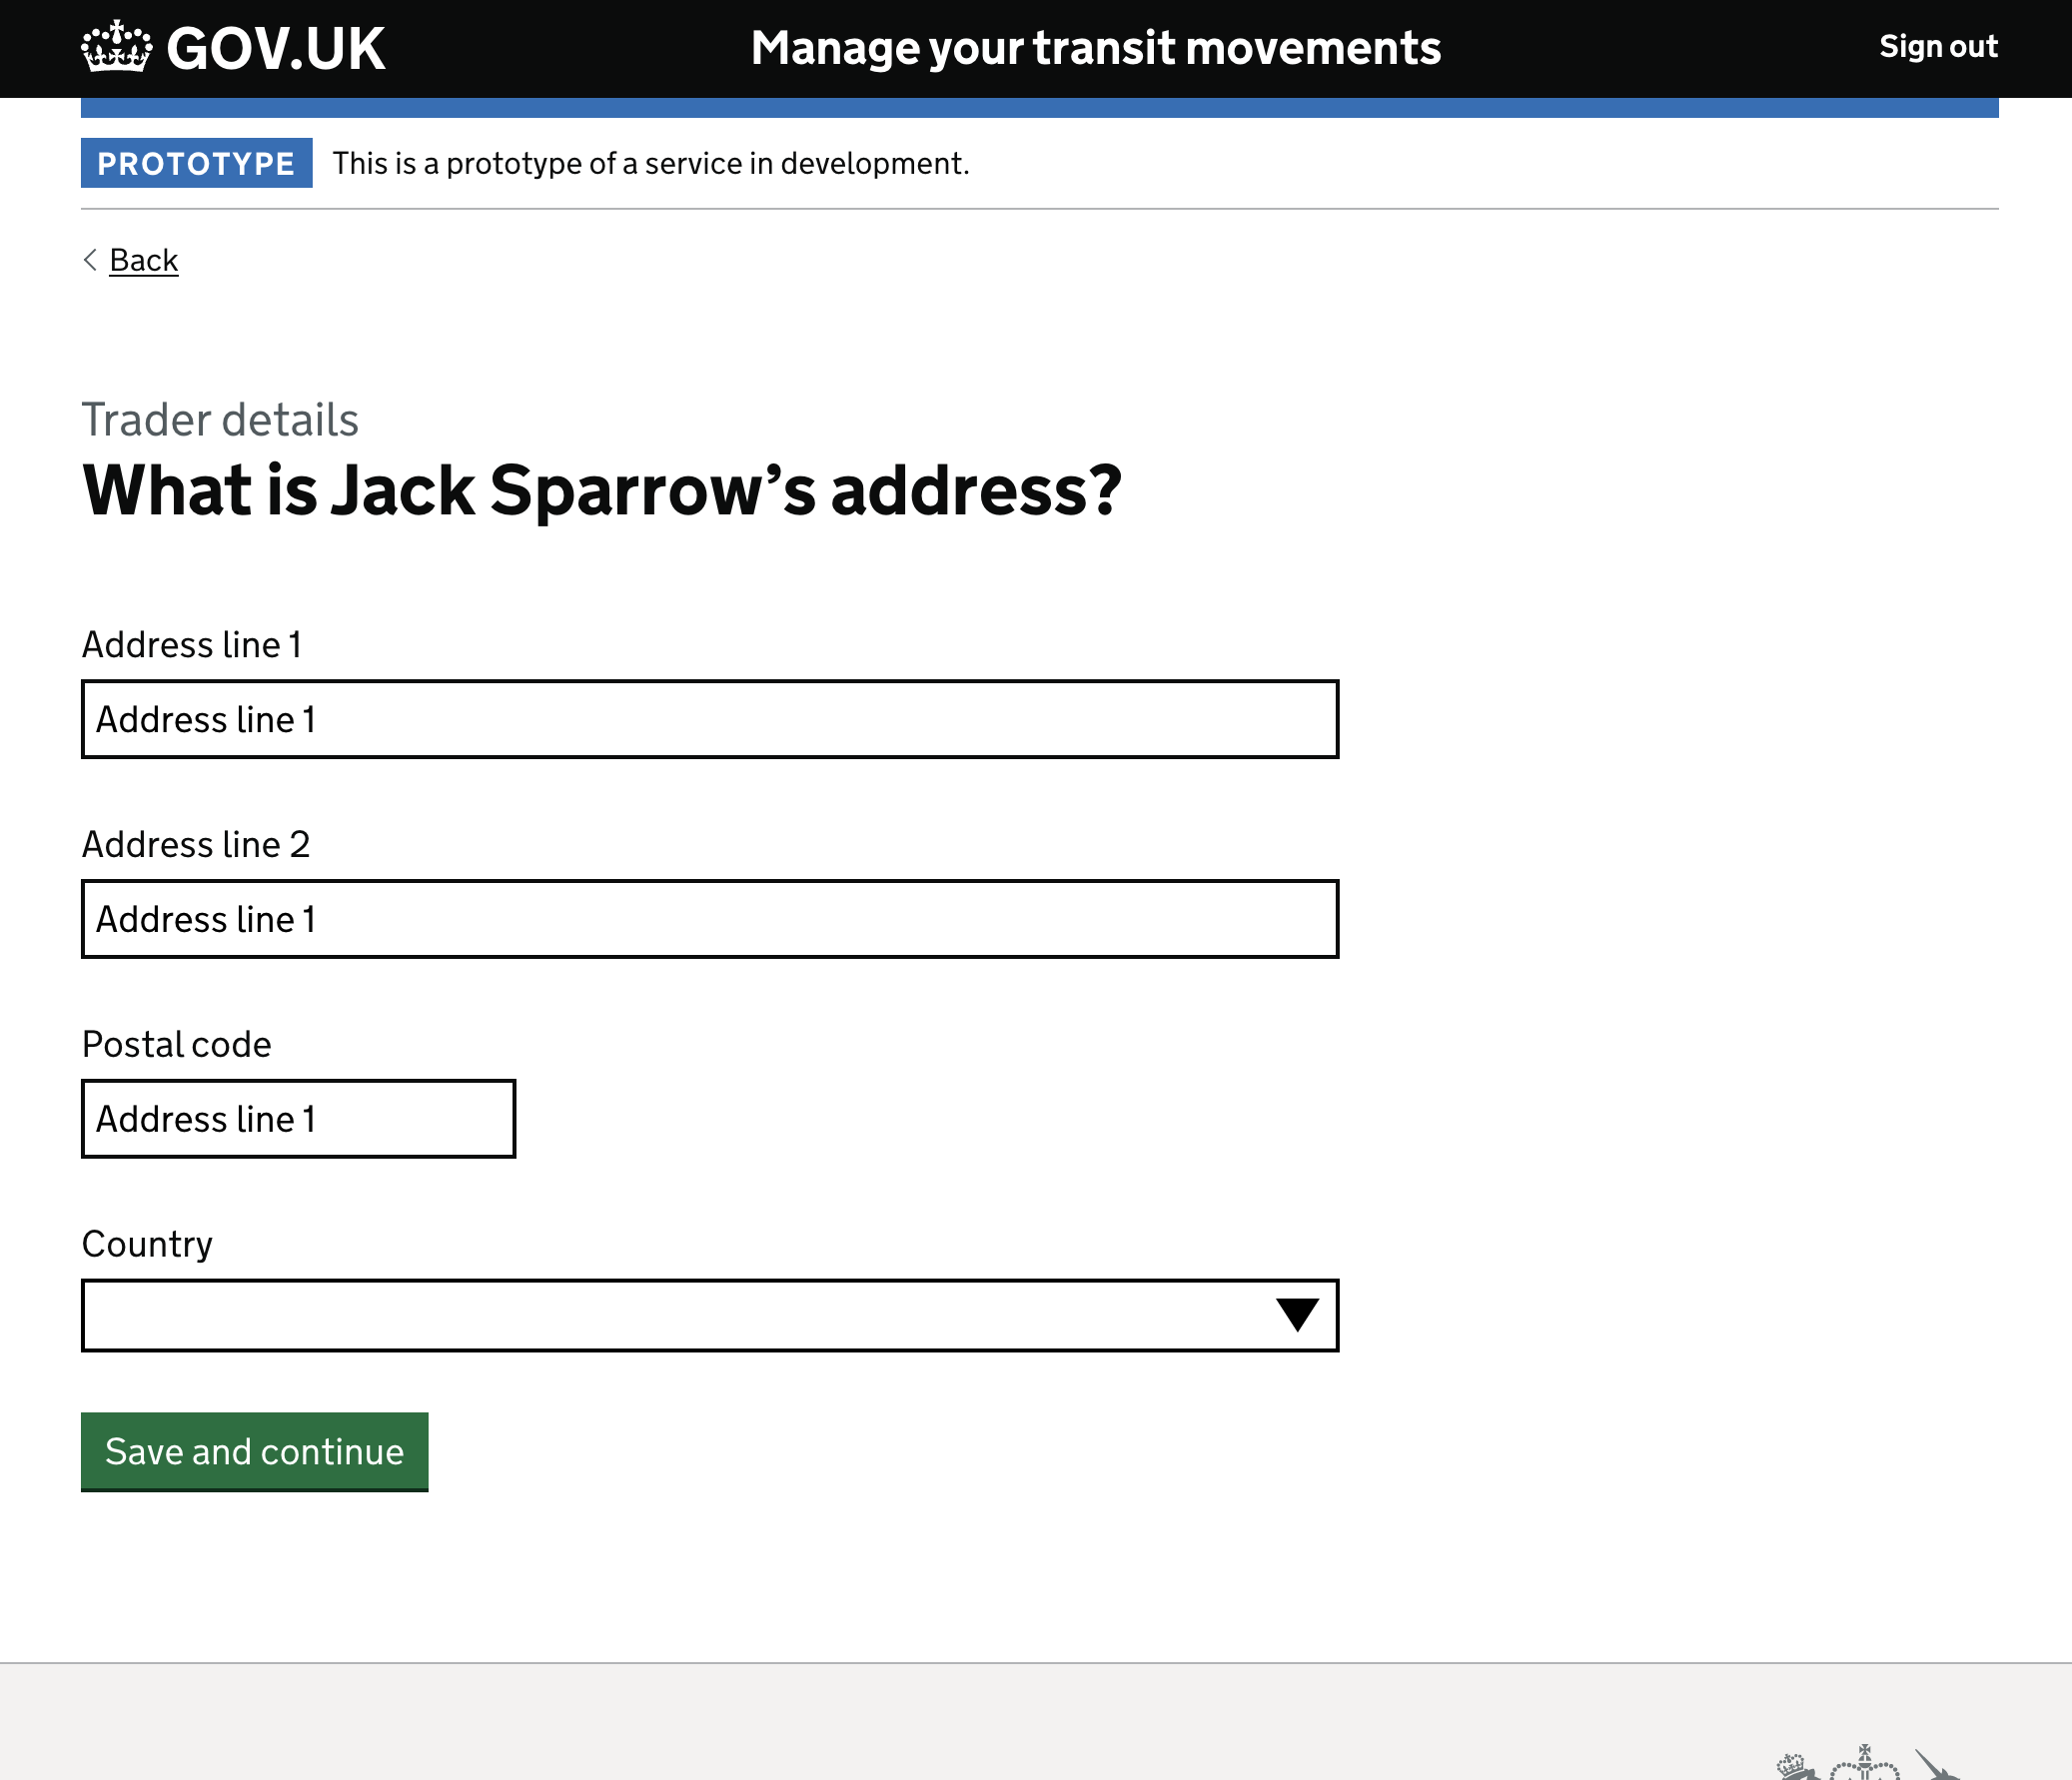 GOV.UK
Manage your transit movements
Sign out
PROTOTYPE This is a prototype of a service in development.
Back
Trader details
What is Jack Sparrow’s address?
Address line 1
Address line 1
Address line 2
Address line 1
Postal code
Address line 1
Country
Save and continue